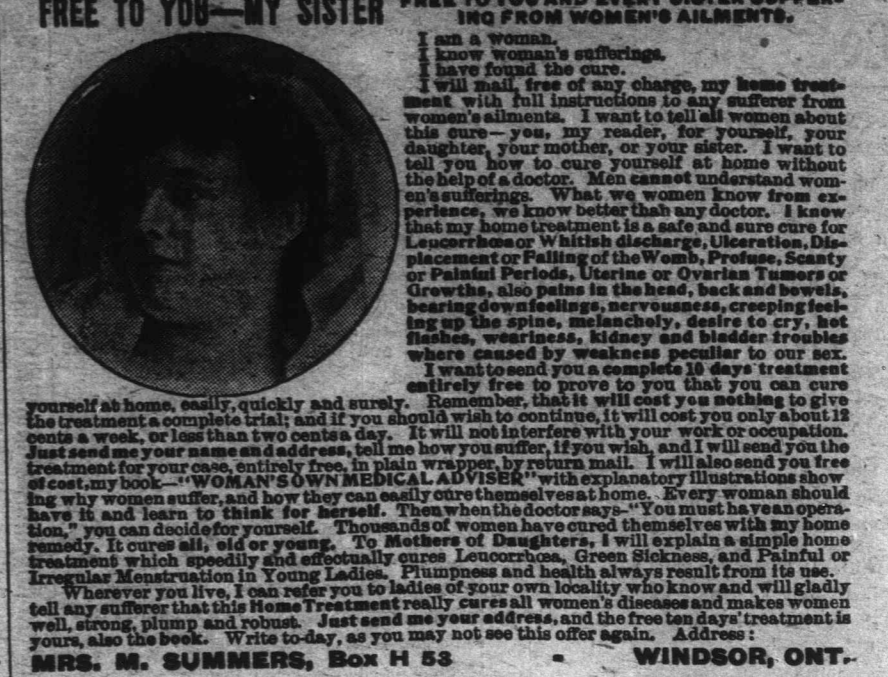 FREE TO YOU—MY SISTER
FREE TO YOU AND EVERY SISTER SUFFER-
ING FROM WOMEN'S AILMENTS.
I am a woman.
I know woman's sufferings.
I have found the cure.
I will mail, free of any charge, my home treat-
ment with full instructions to any sufferer from
women's ailments. I want to tell all women about
this cure—you, my reader, for yourself, your
daughter, your mother, or your sister. I want to
tell you how to cure yourself at home without
the help of a doctor. Men cannot understand wom-
en's sufferings. What we women know from ex-
perience, we know better than any doctor. I know
that my home treatment is a safe and sure cure for
Leucorrhœa or Whitish discharge, Ulceration, Dis-
placement or Falling of the Womb, Profuse, Scanty
or Painful Periods, Uterine or Ovarian Tumors or
Growths, also pains in the head, back and bowels,
bearing down feelings, nervousness, creeping feel-
ing up the spine, melancholy, desire to cry, hot
flashes, weariness, kidney and bladder troubles
where caused by weakness peculiar to our sex.
I want to send you a complete 10 days' treatment
entirely free to prove to you that you can cure
yourself at home, easily, quickly and surely. Remember, that it will cost you nothing to give
the treatment a complete trial; and if you should wish to continue, it will cost you only about 12
cents a week, or less than two cents a day. It will not interfere with your work or occupation.
Just send me your name and address, tell me how you suffer, if you wish, and I will send you the
treatment for your case, entirely free, in plain wrapper, by return mail. I will also send you free
of cost, my book—"WOMAN'S OWN MEDICAL ADVISER" with explanatory illustrations show
ing why women suffer, and how they can easily cure themselves at home. Every woman should
have it and learn to think for herself. Then when the doctor says—"You must have an opera-
tion," you can decide for yourself. Thousands of women have cured themselves with my home
remedy. It cures all, old or young. To Mothers of Daughters, I will explain a simple home
treatment which speedily and effectually cures Leucorrhœa, Green Sickness, and Painful or
Irregular Menstruation in Young Ladies. Plumpness and health always result from its use.
Wherever you live, I can refer you to ladies of your own locality who know and will gladly
tell any sufferer that this Home Treatment really cures all women's diseases and makes women
well, strong, plump and robust. Just send me your address, and the free ten days' treatment is
yours, also the book. Write to-day, as you may not see this offer again. Address:
MRS. M. SUMMERS, Box H 53 - WINDSOR, ONT.